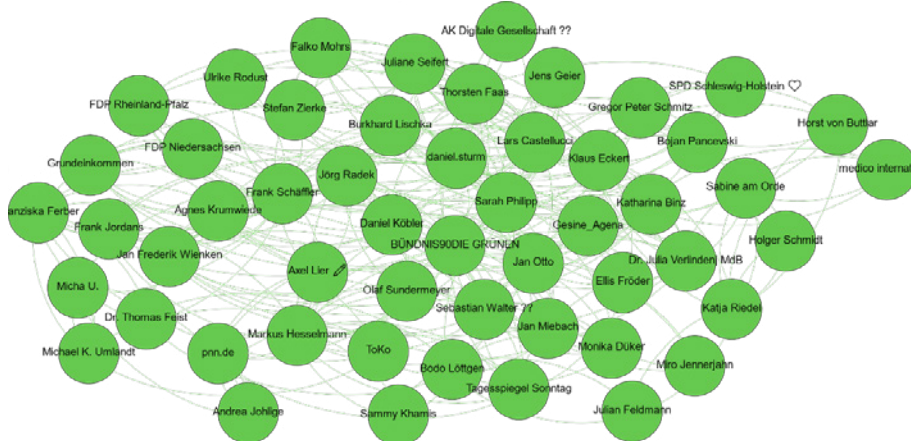 AK Digitale Gesellschaft ??
Falko Mohrs
Juliane Seifert
Jens Geier
Ulrike Rodust
Thorsten Faas
SPD Schleswig-Holstein ♡
FDP Rheinland-Pfalz
Stefan Zierke
Gregor Peter Schmitz
Burkhard Lischka
Horst von Buttlar
FDP Niedersachsen
Lars Castellucci
Bojan Pancevski
Grundeinkommen
daniel.sturm
Klaus Eckert
medico internat
Jörg Radek
Frank Schäffler
Sabine am Orde
anziska Ferber
Agnes Krumwiede
Sarah Philipp
Katharina Binz
Frank Jordans
Daniel Köbler
Gesine_Agena
BÜNDNIS90DIE GRÜNEN
Holger Schmidt
Jan Frederik Wienken
Jan Otto
Dr. Julia Verlinden| MdB
Axel Lier ✏
Micha U.
Olaf Sundermeyer
Ellis Fröder
Sebastian Walter ??
Katja Riedel
Dr. Thomas Feist
Markus Hesselmann
Jan Miebach
Michael K. Umlandt
pnn.de
ToKo
Monika Düker
Bodo Löttgen
Miro Jennerjahn
Tagesspiegel Sonntag
Andrea Johlige
Sammy Khamis
Julian Feldmann